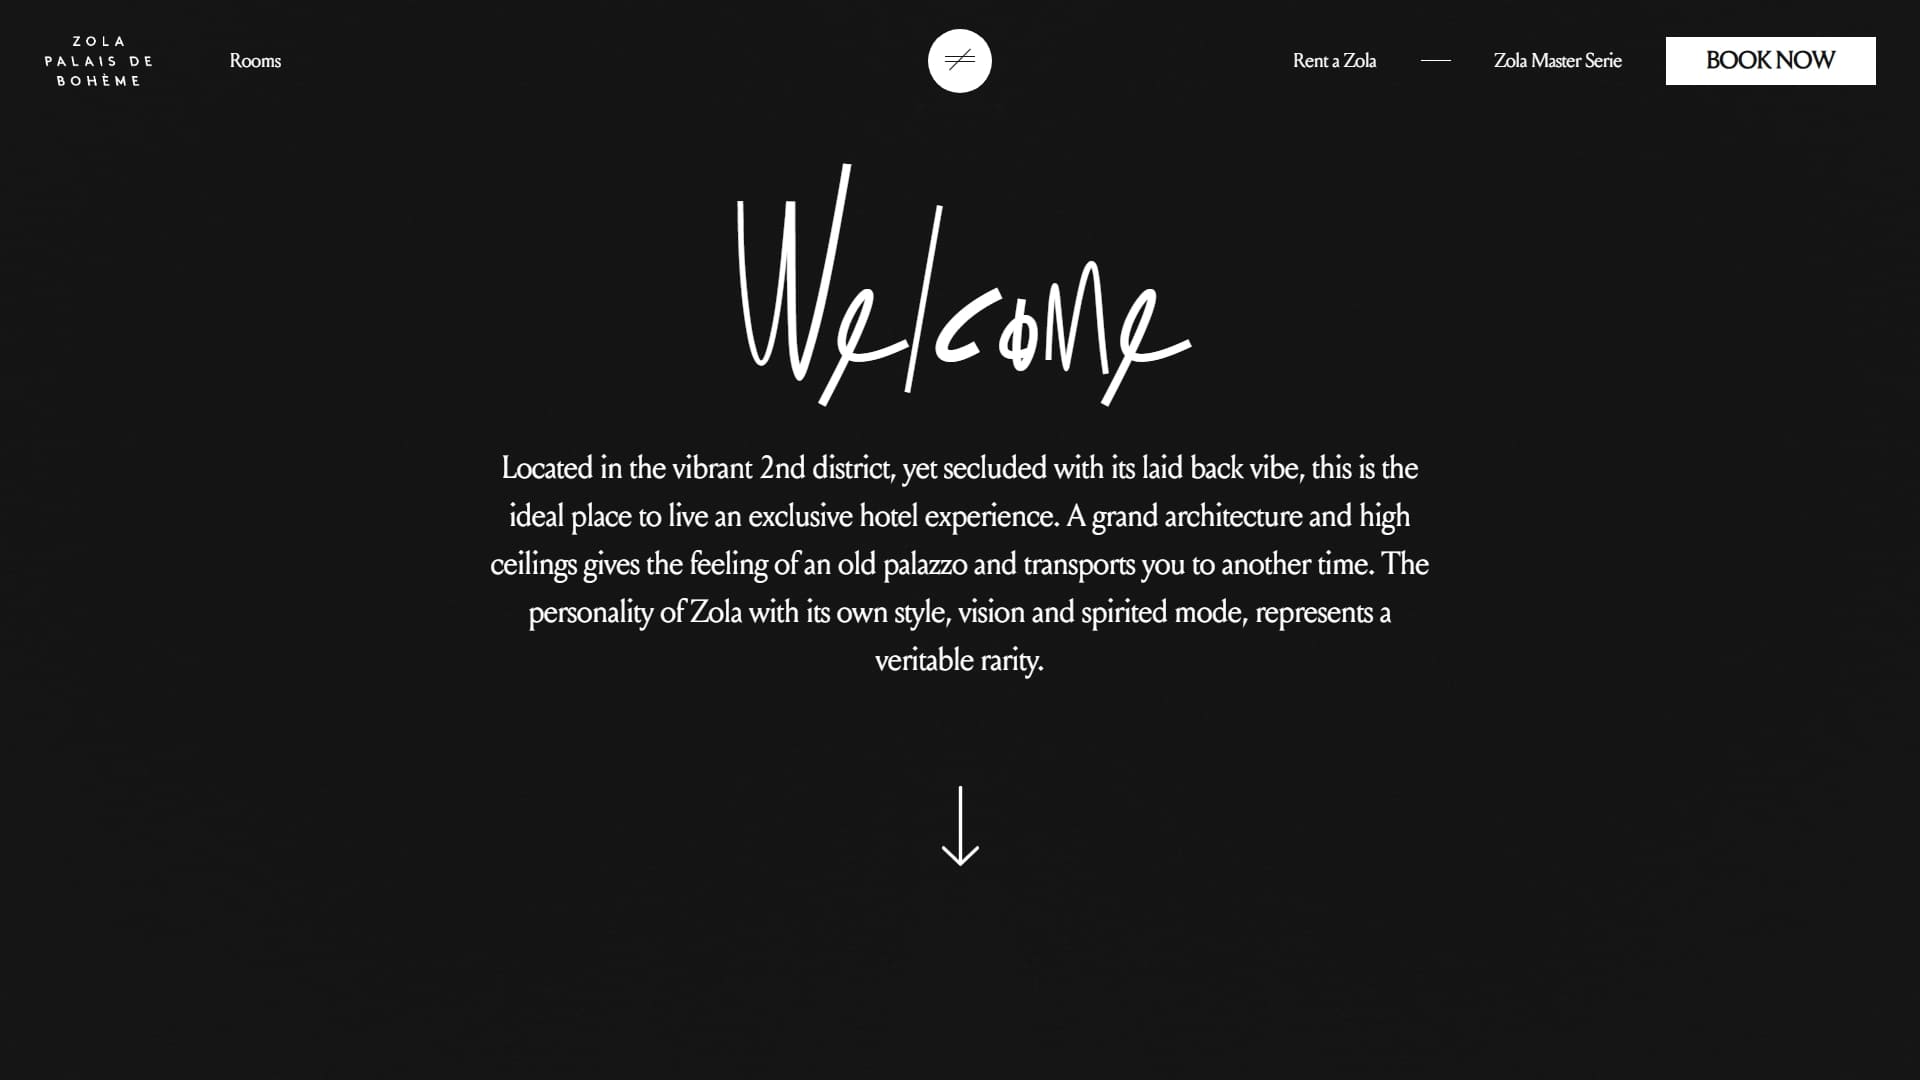 ZOLA
PALAIS DE
BOHÈME
Rooms
Rent a Zola
Zola Master Serie
BOOK NOW
Welcome
Located in the vibrant 2nd district, yet secluded with its laid back vibe, this is the
ideal place to live an exclusive hotel experience. A grand architecture and high
ceilings gives the feeling of an old palazzo and transports you to another time. The
personality of Zola with its own style, vision and spirited mode, represents a
veritable rarity.